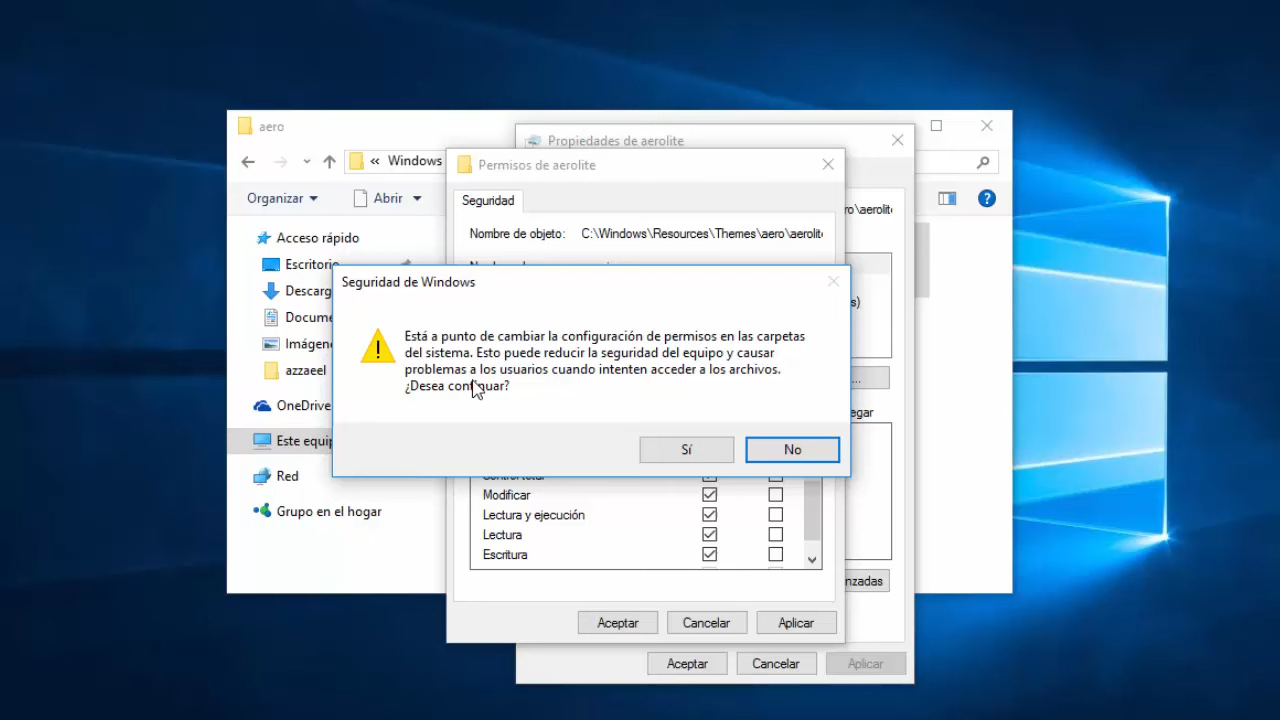 aero
Propiedades de aerolite
« Windows
Permisos de aerolite
Organizar
Abrir
Seguridad
Acceso rápido
Nombre de objeto: C:\Windows\Resources\Themes\aero\aerolit
Escritorio
Seguridad de Windows
Está a punto de cambiar la configuración de permisos en las carpetas
del sistema. Esto puede reducir la seguridad del equipo y causar
problemas a los usuarios cuando intenten acceder a los archivos.
¿Desea continuar?
Sí
No
azzaeel
OneDrive
Este equip
Red
Grupo en el hogar
Control total
Modificar
Lectura y ejecución
Lectura
Escritura
Aceptar
Cancelar
Aplicar
Aceptar
Cancelar
Aplicar